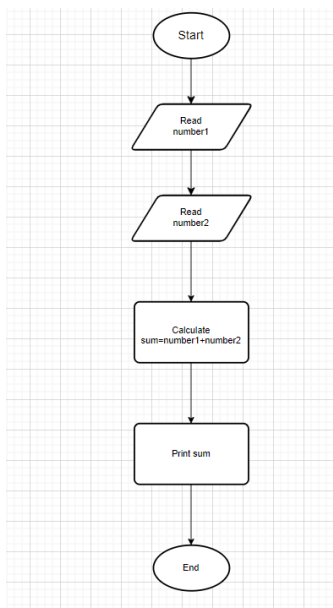 Start
Read
number1
Read
number2
Calculate
sum=number1+number2
Print sum
End